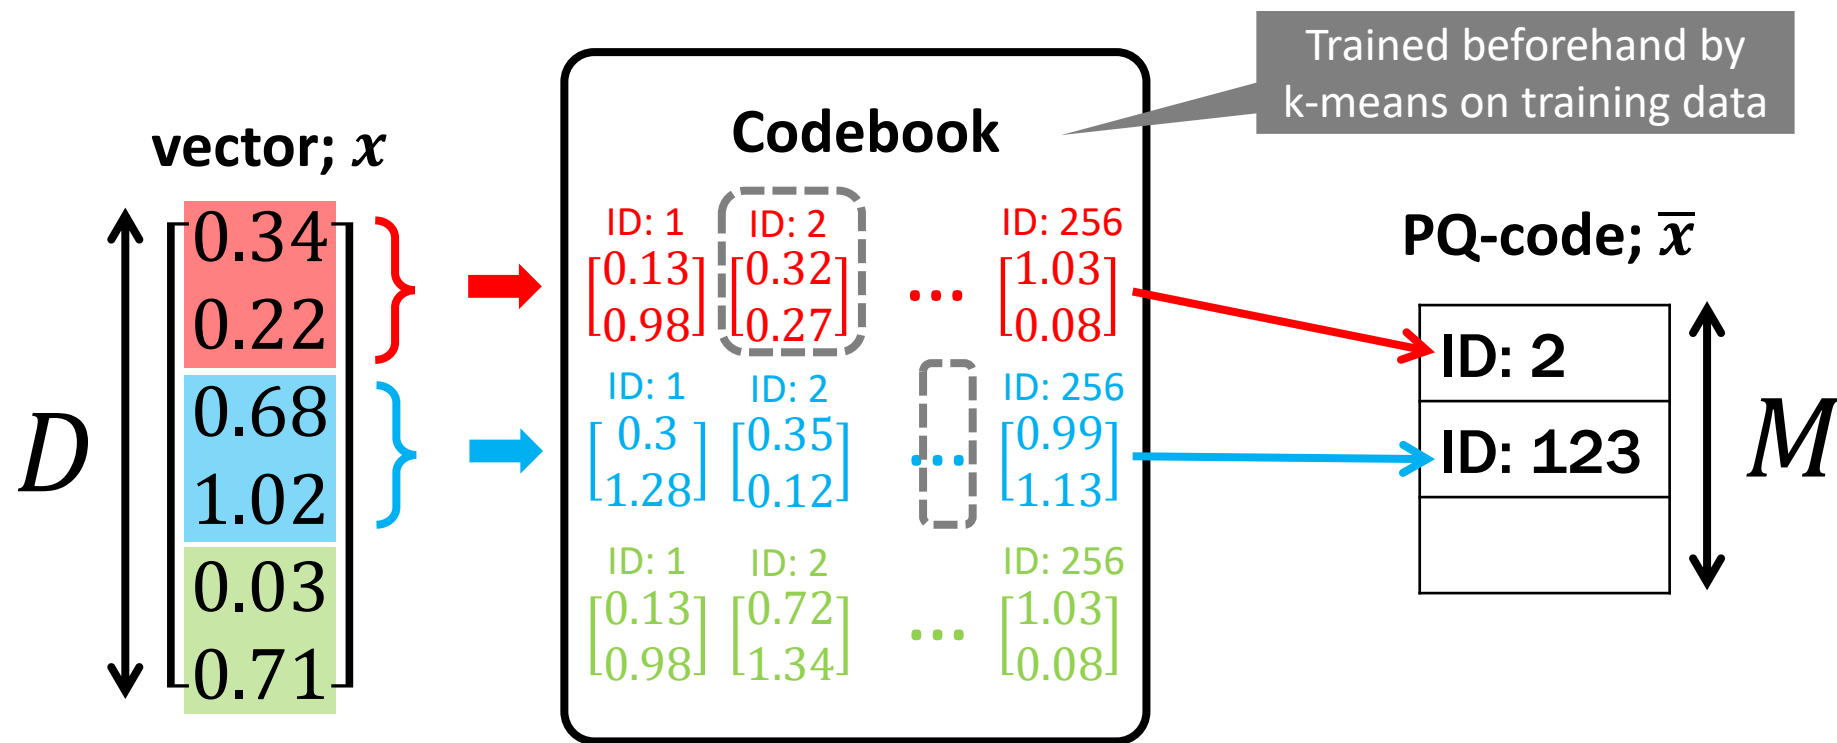 Trained beforehand by
k-means on training data
vector; x
D
0.34
0.22
0.68
1.02
0.03
0.71
Codebook
ID: 1 ID: 2 ID: 256
[0.13 [0.32 ... [1.03
0.98] 0.27] 0.08]
ID: 1 ID: 2 ID: 256
[0.3 [0.35 ... [0.99
1.28] 0.12] 1.13]
ID: 1 ID: 2 ID: 256
[0.13 [0.72 ... [1.03
0.98] 1.34] 0.08]
PQ-code; x̄
ID: 2
ID: 123
M